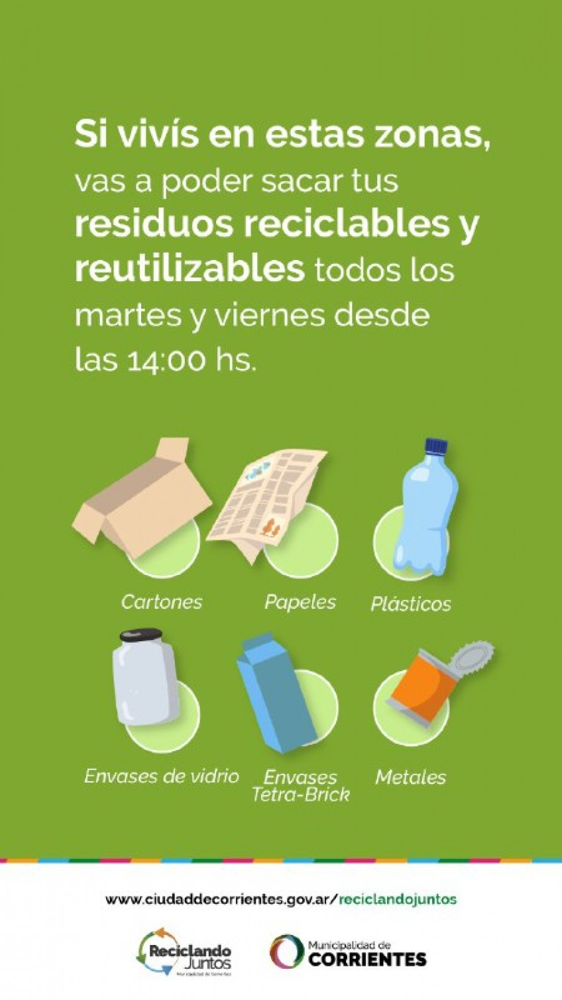 Si vivís en estas zonas,
vas a poder sacar tus
residuos reciclables y
reutilizables todos los
martes y viernes desde
las 14:00 hs.
Cartones
Papeles
Plásticos
Envases de vidrio
Envases
Tetra-Brick
Metales
www.ciudaddecorrientes.gov.ar/reciclandojuntos
Reciclando
Juntos
Municipalidad de Corrientes
Municipalidad de
CORRIENTES